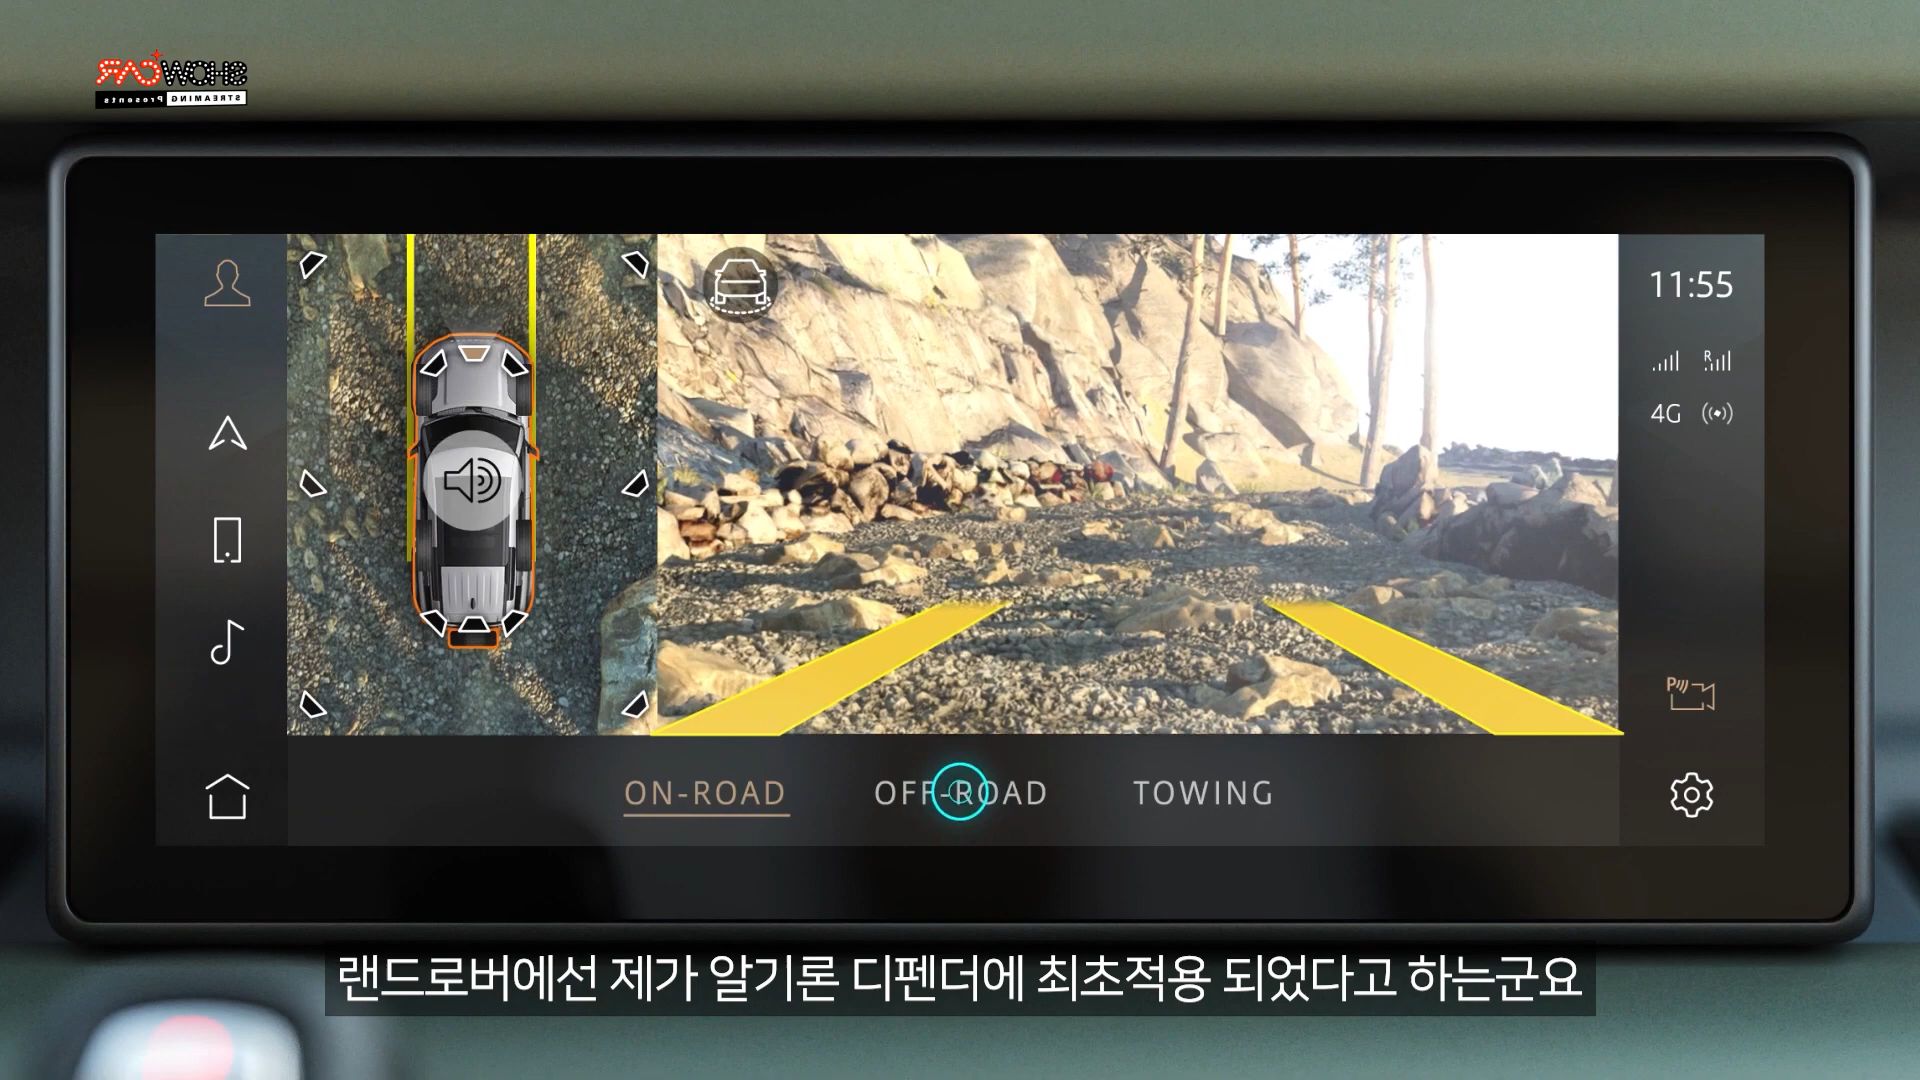 SHOWCAR
STREAMING Presents
11:55
R
4G
P
ON-ROAD OFF-ROAD TOWING
랜드로버에선 제가 알기론 디펜더에 최초적용 되었다고 하는군요